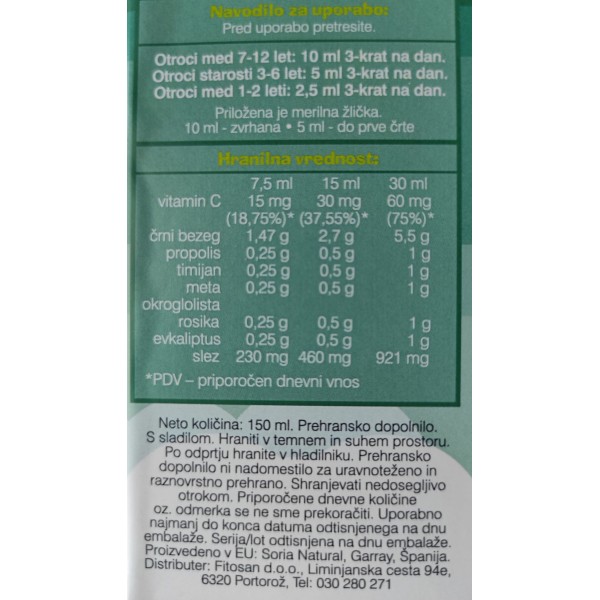 Navodilo za uporabo:
Pred uporabo pretresite.
Otroci med 7-12 let: 10 ml 3-krat na dan.
Otroci starosti 3-6 let: 5 ml 3-krat na dan.
Otroci med 1-2 leti: 2,5 ml 3-krat na dan.
Priložena je merilna žlička.
10 ml - zvrhana • 5 ml - do prve črte
Hranilna vrednost:
7,5 ml 15 ml 30 ml
vitamin C 15 mg 30 mg 60 mg
(18,75%)* (37,55%)* (75%)*
črni bezeg 1,47 g 2,7 g 5,5 g
propolis 0,25 g 0,5 g 1 g
timijan 0,25 g 0,5 g 1 g
meta 0,25 g 0,5 g 1 g
okroglolista
rosika 0,25 g 0,5 g 1 g
evkaliptus 0,25 g 0,5 g 1 g
slez 230 mg 460 mg 921 mg
*PDV – priporočen dnevni vnos
Neto količina: 150 ml. Prehransko dopolnilo.
S sladilom. Hraniti v temnem in suhem prostoru.
Po odprtju hranite v hladilniku. Prehransko
dopolnilo ni nadomestilo za uravnoteženo in
raznovrstno prehrano. Shranjevati nedosegljivo
otrokom. Priporočene dnevne količine
oz. odmerka se ne sme prekoračiti. Uporabno
najmanj do konca datuma odtisnjenega na dnu
embalaže. Serija/lot odtisnjena na dnu embalaže.
Proizvedeno v EU: Soria Natural, Garray, Španija.
Distributer: Fitosan d.o.o., Liminjanska cesta 94e,
6320 Portorož, Tel: 030 280 271